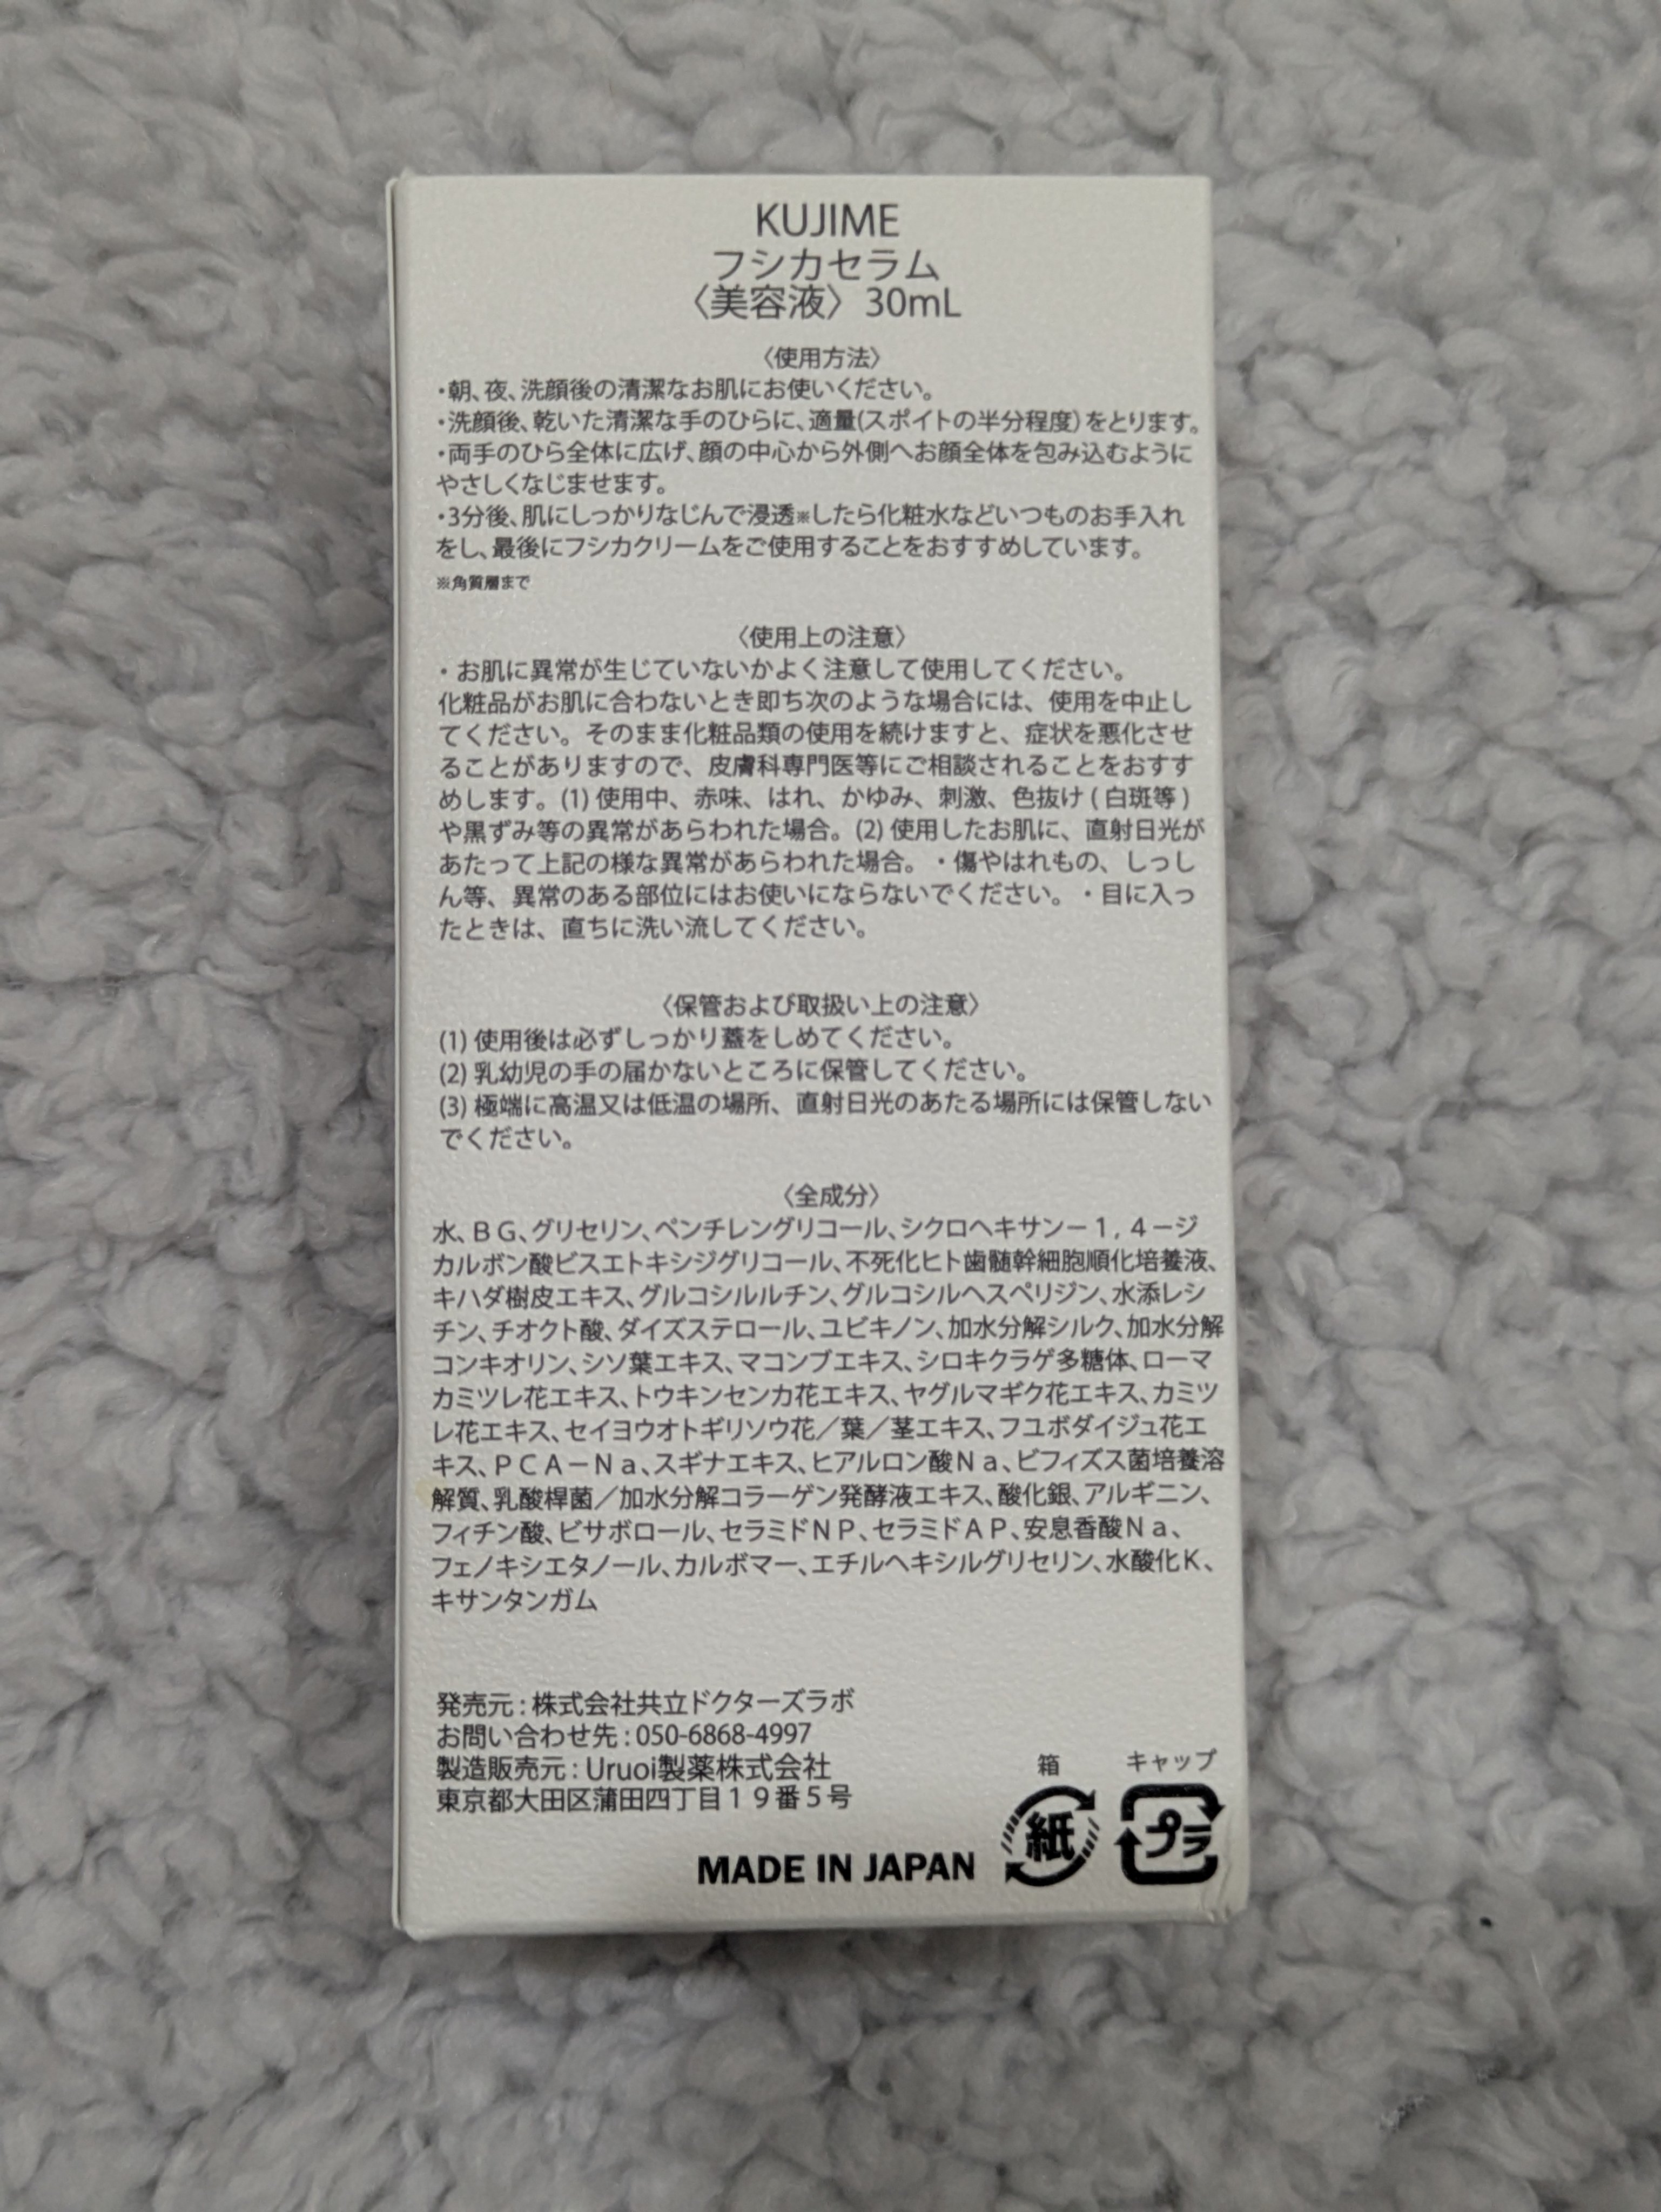 KUJIME
フシカセラム
〈美容液〉30mL
〈使用方法〉
・朝、夜、洗顔後の清潔なお肌にお使いください。
・洗顔後、乾いた清潔な手のひらに、適量(スポイトの半分程度)をとります。
・両手のひら全体に広げ、顔の中心から外側へお顔全体を包み込むように
やさしくなじませます。
・3分後、肌にしっかりなじんで浸透※したら化粧水などいつものお手入れ
をし、最後にフシカクリームをご使用することをおすすめしています。
※角質層まで
〈使用上の注意〉
・お肌に異常が生じていないかよく注意して使用してください。
化粧品がお肌に合わないとき即ち次のような場合には、使用を中止し
てください。そのまま化粧品類の使用を続けますと、症状を悪化させ
ることがありますので、皮膚科専門医等にご相談されることをおすす
めします。(1) 使用中、赤味、はれ、かゆみ、刺激、色抜け ( 白斑等 )
や黒ずみ等の異常があらわれた場合。(2) 使用したお肌に、直射日光が
あたって上記の様な異常があらわれた場合。・傷やはれもの、しっし
ん等、異常のある部位にはお使いにならないでください。・目に入っ
たときは、直ちに洗い流してください。
〈保管および取扱い上の注意〉
(1) 使用後は必ずしっかり蓋をしめてください。
(2) 乳幼児の手の届かないところに保管してください。
(3) 極端に高温又は低温の場所、直射日光のあたる場所には保管しない
でください。
〈全成分〉
水、ＢＧ、グリセリン、ペンチレングリコール、シクロヘキサン－１，４－ジ
カルボン酸ビスエトキシジグリコール、不死化ヒト歯髄幹細胞順化培養液、
キハダ樹皮エキス、グルコシルルチン、グルコシルヘスペリジン、水添レシ
チン、チオクト酸、ダイズステロール、ユビキノン、加水分解シルク、加水分解
コンキオリン、シソ葉エキス、マコンブエキス、シロキクラゲ多糖体、ローマ
カミツレ花エキス、トウキンセンカ花エキス、ヤグルマギク花エキス、カミツ
レ花エキス、セイヨウオトギリソウ花／葉／茎エキス、フユボダイジュ花エ
キス、ＰＣＡ－Ｎａ、スギナエキス、ヒアルロン酸Ｎａ、ビフィズス菌培養溶
解質、乳酸桿菌／加水分解コラーゲン発酵液エキス、酸化銀、アルギニン、
フィチン酸、ビサボロール、セラミドＮＰ、セラミドＡＰ、安息香酸Ｎａ、
フェノキシエタノール、カルボマー、エチルヘキシルグリセリン、水酸化Ｋ、
キサンタンガム
発売元 : 株式会社共立ドクターズラボ
お問い合わせ先 : 050-6868-4997
製造販売元 : Uruoi製薬株式会社
東京都大田区蒲田四丁目１９番５号
箱 キャップ
紙 プラ
MADE IN JAPAN